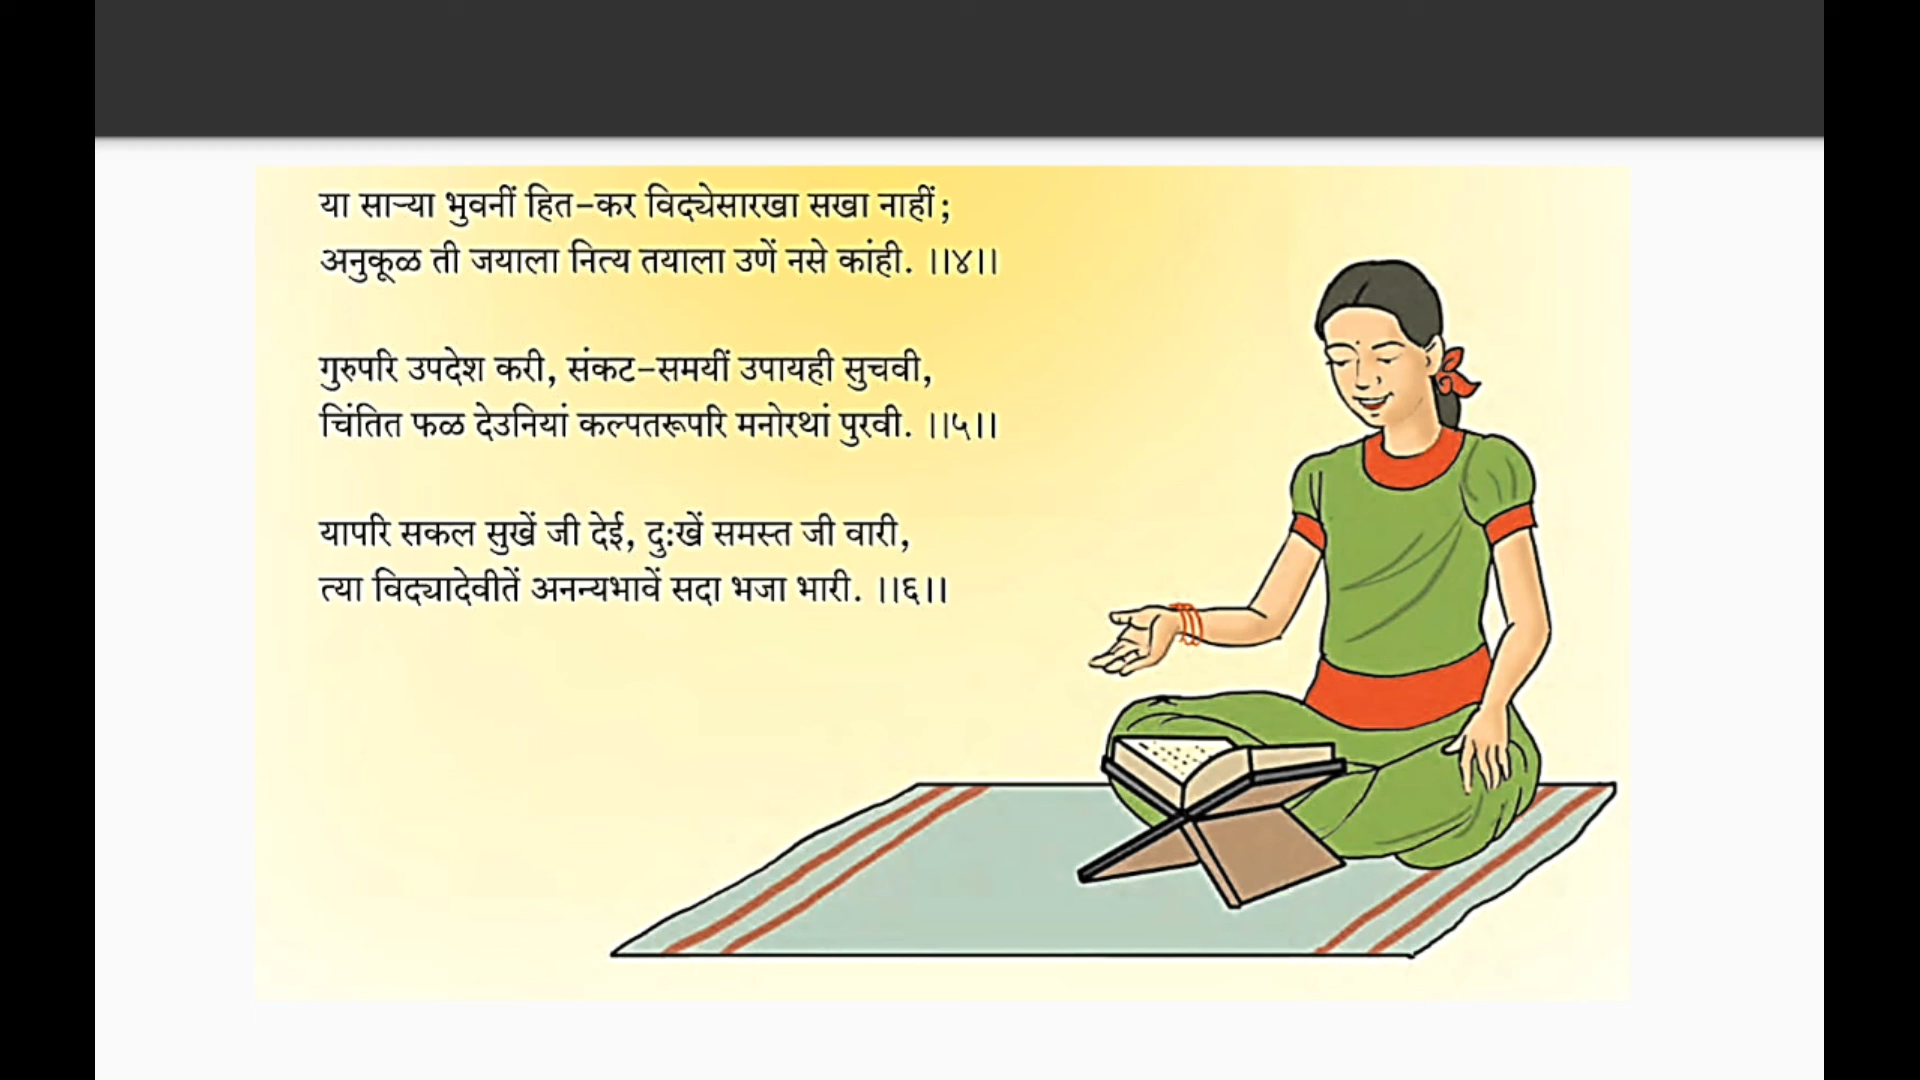 या साऱ्या भुवनीं हित–कर विद्येसारखा सखा नाहीं;
अनुकूळ ती जयाला नित्य तयाला उणें नसे कांही. ।।४।।
गुरुपरि उपदेश करी, संकट–समयीं उपायही सुचवी,
चिंतित फळ देउनियां कल्पतरूपरि मनोरथां पुरवी. ।।५।।
यापरि सकल सुखें जी देई, दुःखें समस्त जी वारी,
त्या विद्यादेवीतें अनन्यभावें सदा भजा भारी. ।।६।।